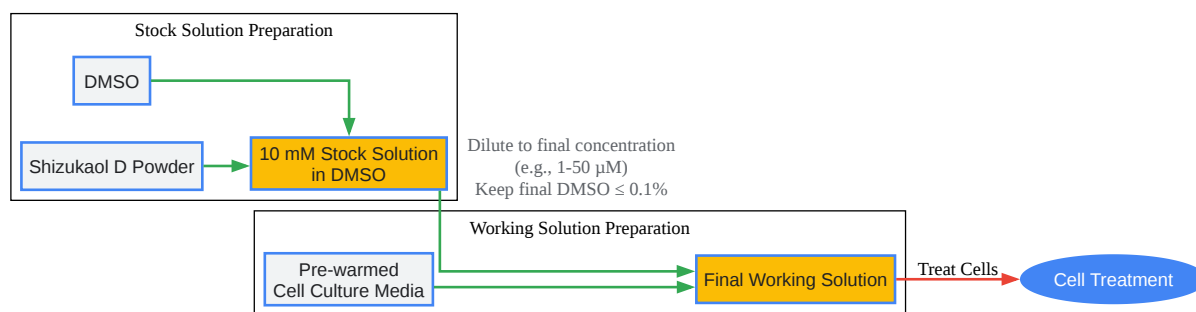 Stock Solution Preparation
DMSO
Shizukaol D Powder
10 mM Stock Solution
in DMSO
Dilute to final concentration
(e.g., 1-50 µM)
Keep final DMSO ≤ 0.1%
Working Solution Preparation
Pre-warmed
Cell Culture Media
Final Working Solution
Treat Cells
Cell Treatment